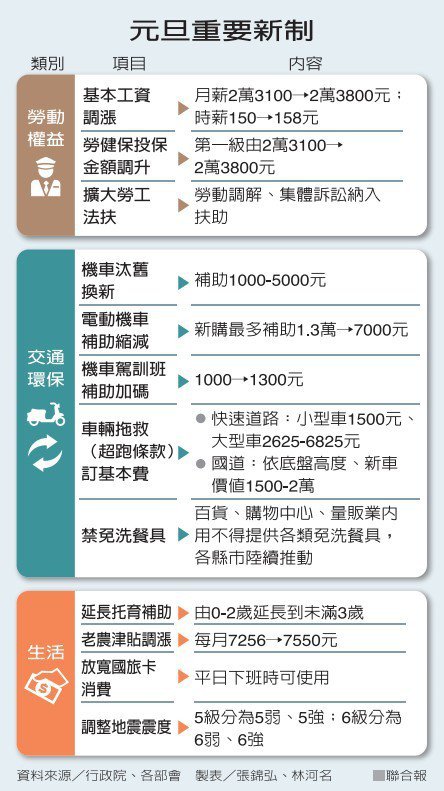 元旦重要新制
類別 項目 內容
勞動
權益
基本工資
調漲
月薪2萬3100→2萬3800元；
時薪150→158元
勞健保投保
金額調升
第一級由2萬3100→
2萬3800元
擴大勞工
法扶
勞動調解、集體訴訟納入
扶助
交通
環保
機車汰舊
換新
補助1000-5000元
電動機車
補助縮減
新購最多補助1.3萬→7000元
機車駕訓班
補助加碼
1000→1300元
車輛拖救
（超跑條款）
訂基本費
● 快速道路：小型車1500元、
大型車2625-6825元
● 國道：依底盤高度、新車
價值1500-2萬
禁免洗餐具
百貨、購物中心、量販業內
用不得提供各類免洗餐具，
各縣市陸續推動
生活
延長托育補助
由0-2歲延長到未滿3歲
老農津貼調漲
每月7256→7550元
放寬國旅卡
消費
平日下班時可使用
調整地震震度
5級分為5弱、5強；6級分為
6弱、6強
資料來源／行政院、各部會 製表／張錦弘、林河名 ■聯合報